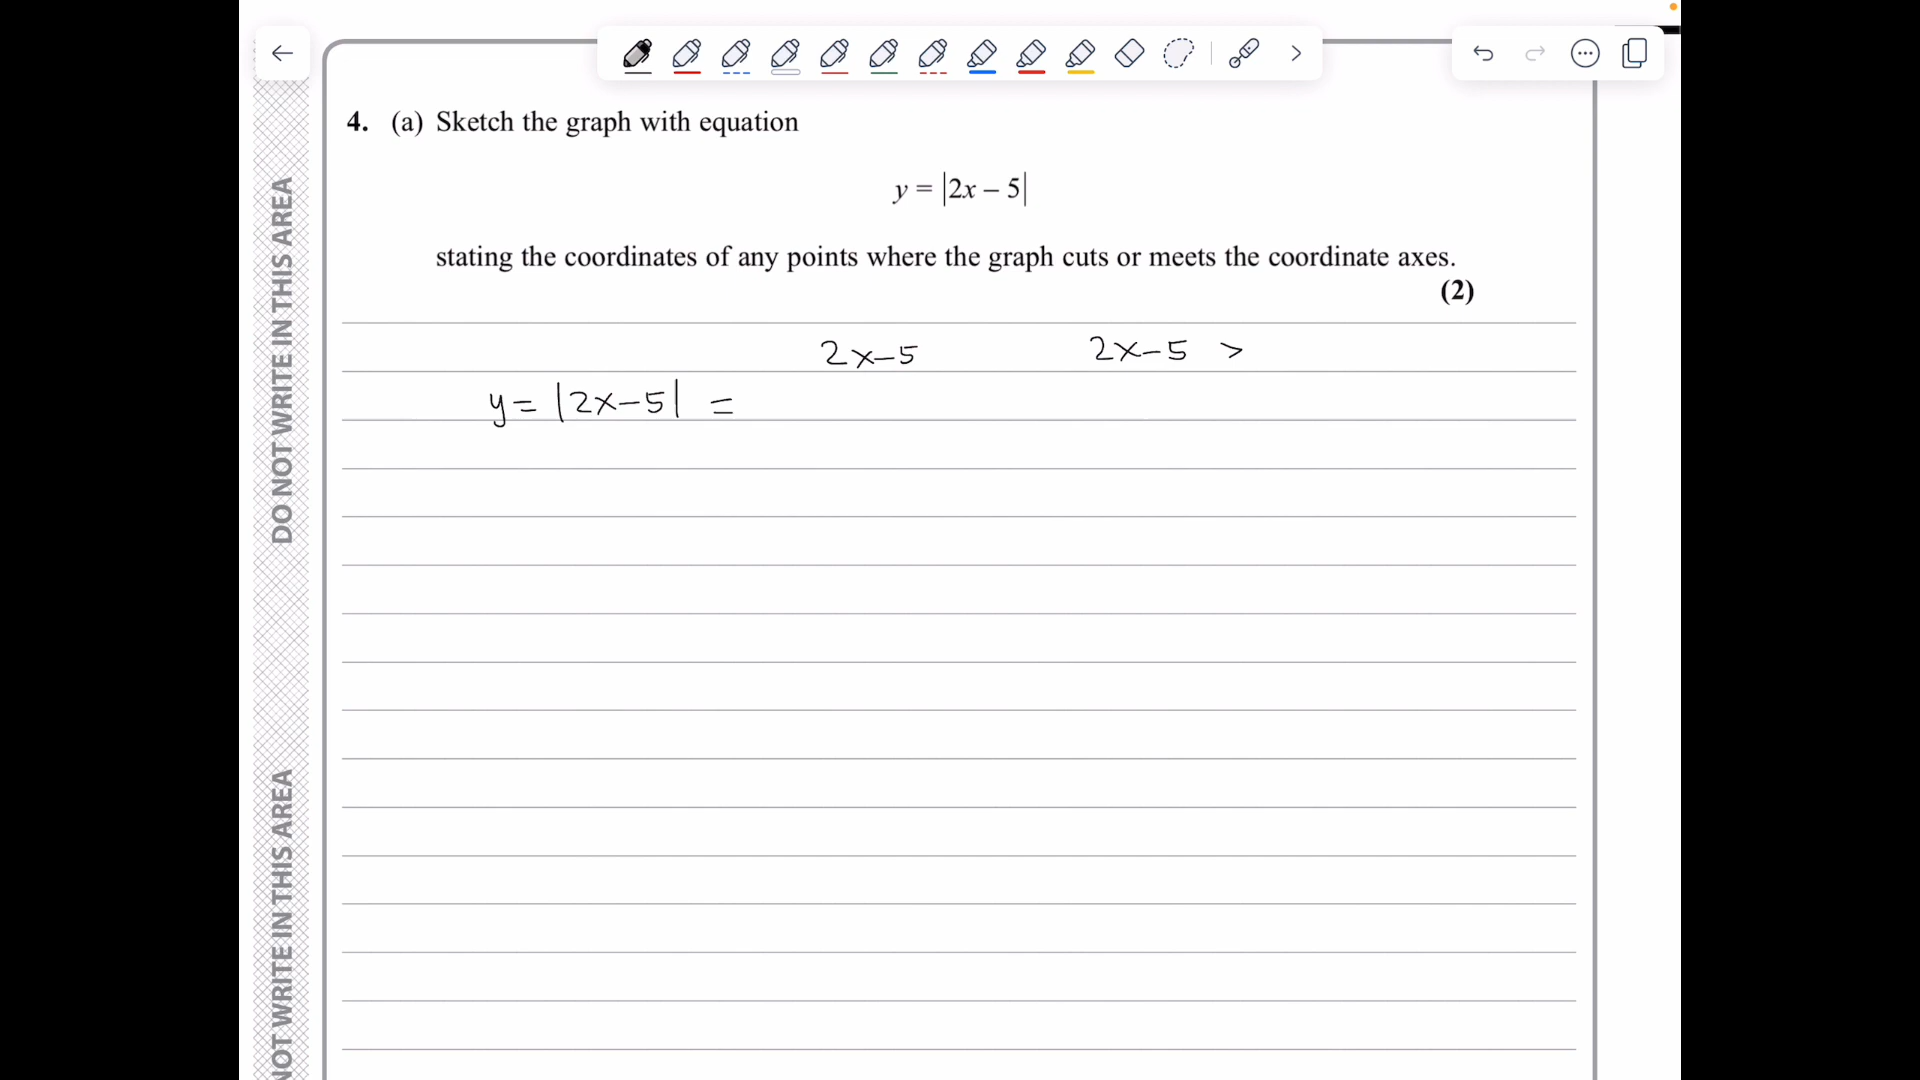 4. (a) Sketch the graph with equation
y = |2x – 5|
stating the coordinates of any points where the graph cuts or meets the coordinate axes.
(2)
2x-5 2x-5 >
y = |2x-5| =
DO NOT WRITE IN THIS AREA
NOT WRITE IN THIS AREA